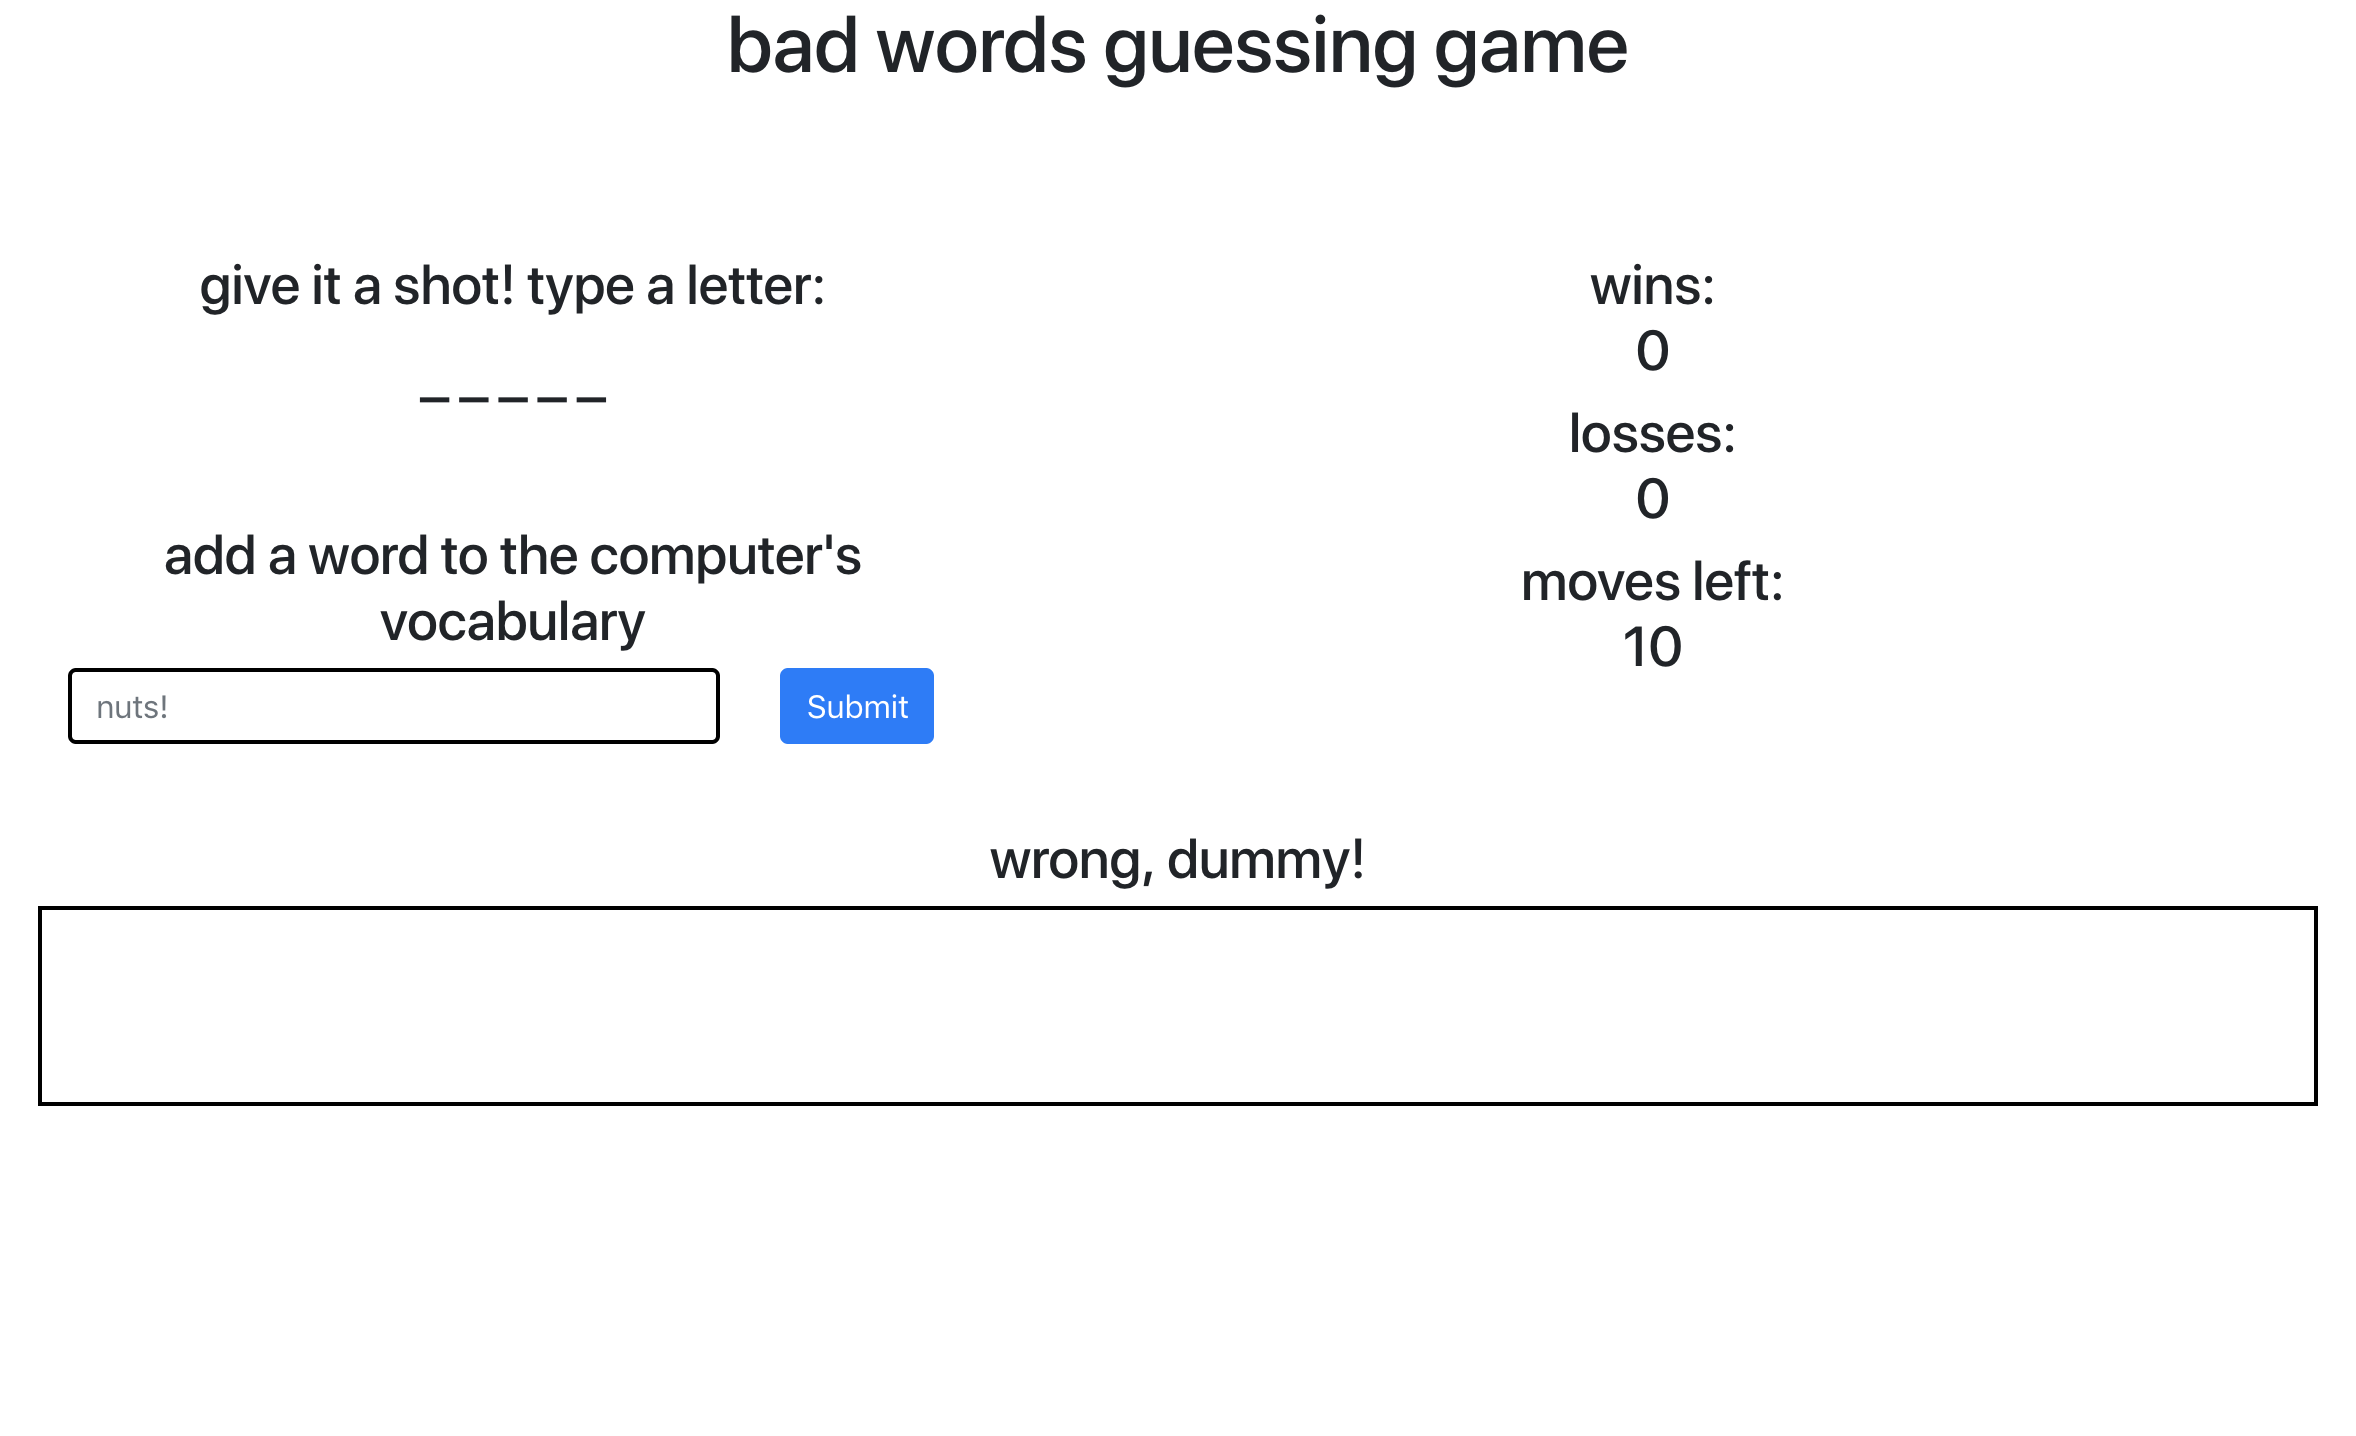 bad words guessing game
give it a shot! type a letter:
_ _ _ _ _
add a word to the computer's
vocabulary
nuts!
Submit
wins:
0
losses:
0
moves left:
10
wrong, dummy!